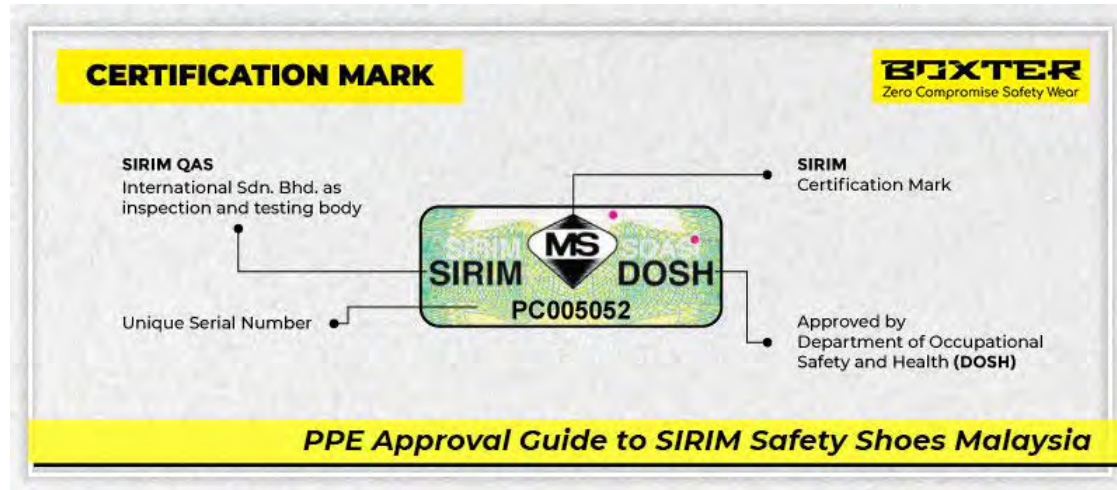 CERTIFICATION MARK
BOXTER
Zero Compromise Safety Wear
SIRIM QAS
International Sdn. Bhd. as
inspection and testing body
SIRIM
Certification Mark
SIRIM
MS
SIRIM
DOSH
PC005052
Unique Serial Number
Approved by
Department of Occupational
Safety and Health (DOSH)
PPE Approval Guide to SIRIM Safety Shoes Malaysia